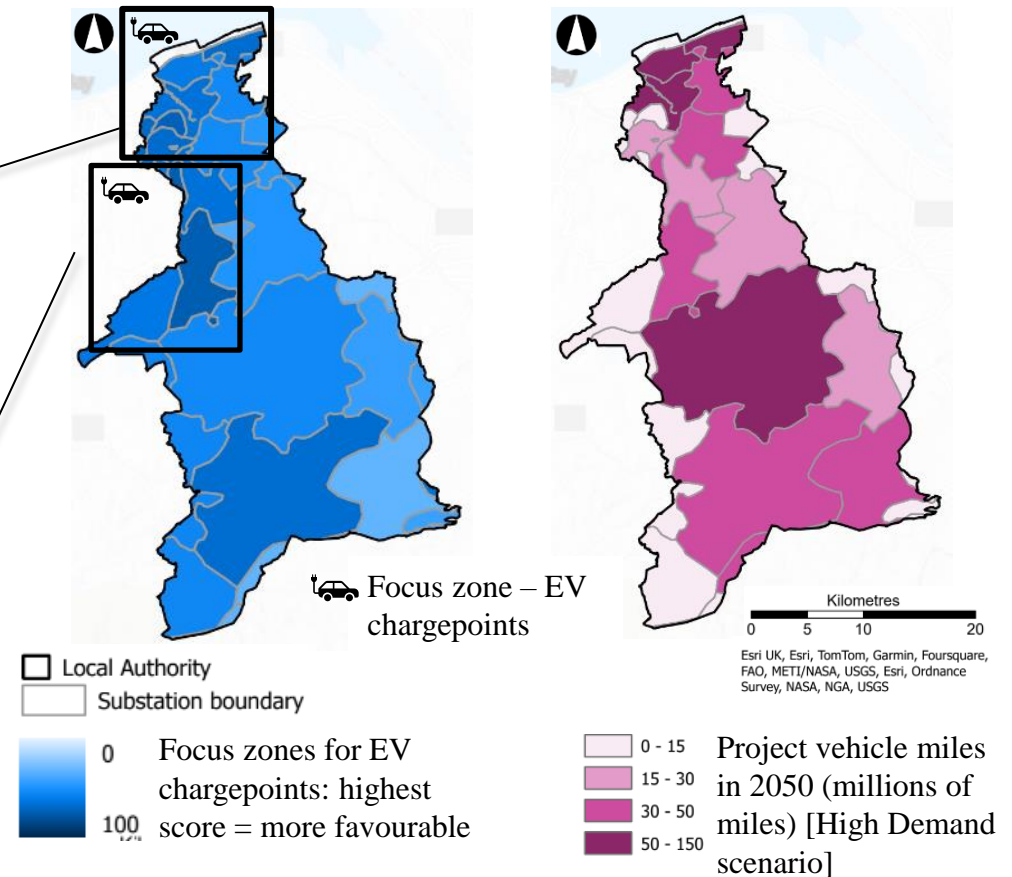 Focus zone – EV
chargepoints
Kilometres
0 5 10 20
Esri UK, Esri, TomTom, Garmin, Foursquare,
FAO, METI/NASA, USGS, Esri, Ordnance
Survey, NASA, NGA, USGS
Local Authority
Substation boundary
0
100
Focus zones for EV
chargepoints: highest
score = more favourable
0 - 15
15 - 30
30 - 50
50 - 150
Project vehicle miles
in 2050 (millions of
miles) [High Demand
scenario]